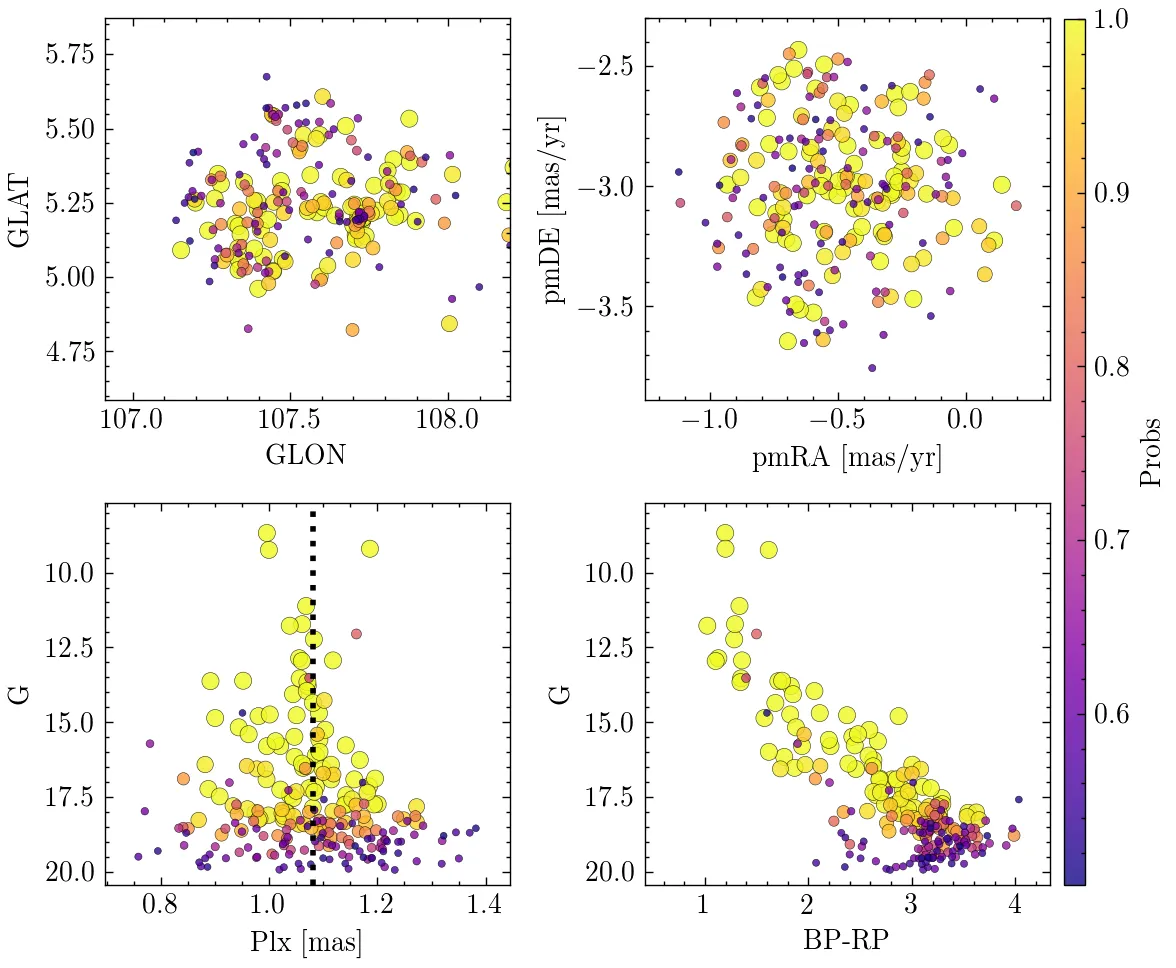 5.75
5.50
5.25
5.00
4.75
GLAT
107.0 107.5 108.0
GLON
−2.5
−3.0
−3.5
pmDE [mas/yr]
−1.0 −0.5 0.0
pmRA [mas/yr]
1.0
0.9
0.8
0.7
0.6
Probs
10.0
12.5
15.0
17.5
20.0
G
0.8 1.0 1.2 1.4
Plx [mas]
10.0
12.5
15.0
17.5
20.0
G
1 2 3 4
BP-RP